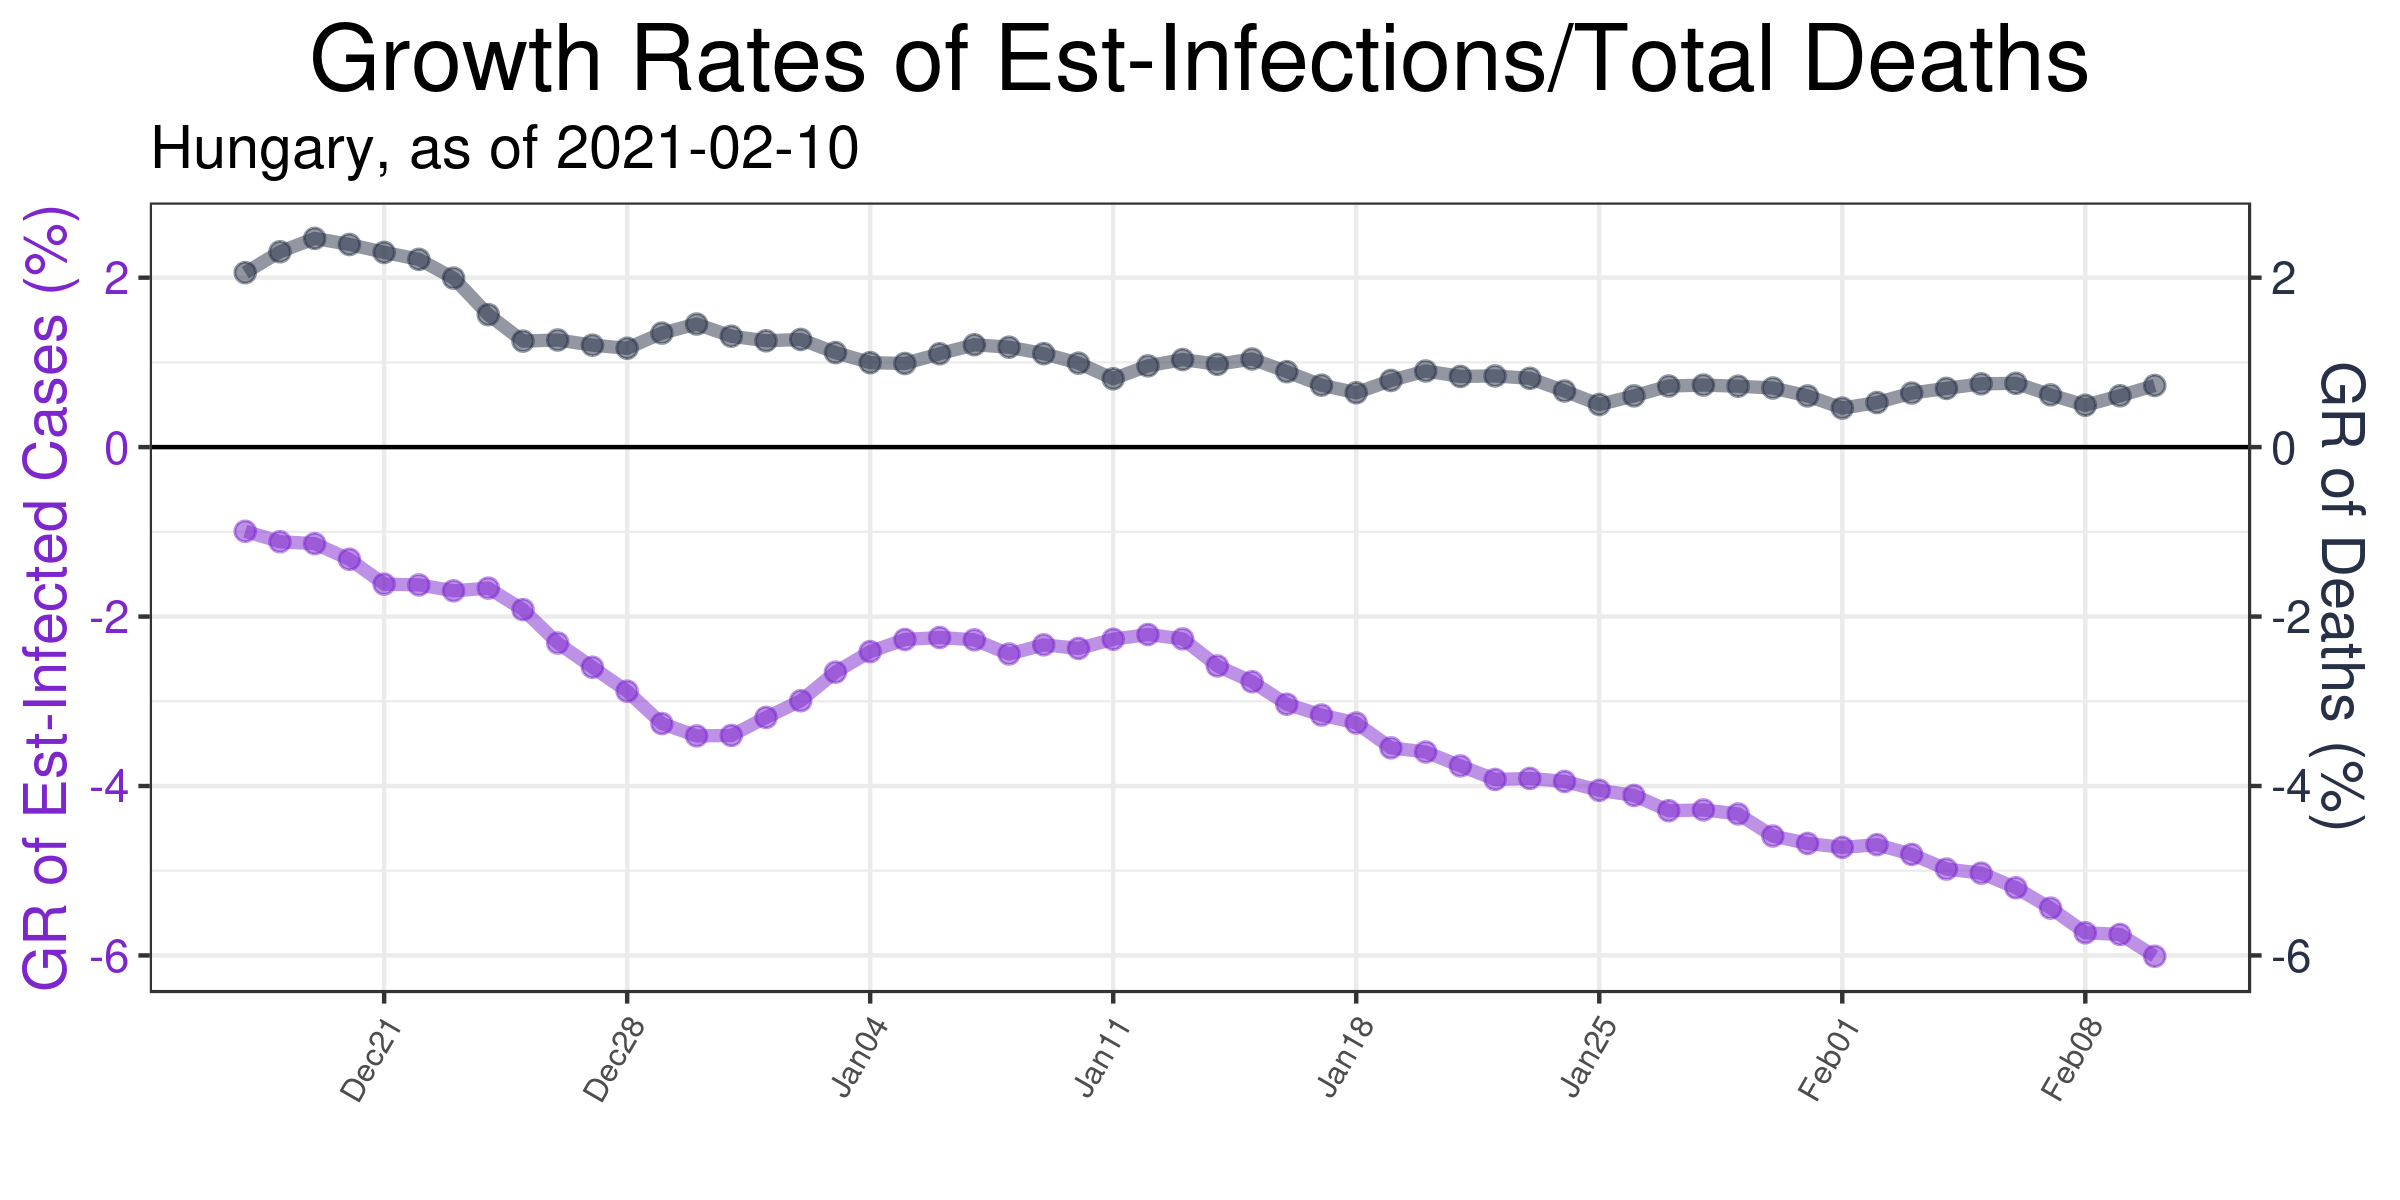 Growth Rates of Est-Infections/Total Deaths
Hungary, as of 2021-02-10
GR of Est-Infected Cases (%)
2
0
-2
-4
-6
2
0
-2
-4
-6
GR of Deaths (%)
Dec21
Dec28
Jan04
Jan11
Jan18
Jan25
Feb01
Feb08